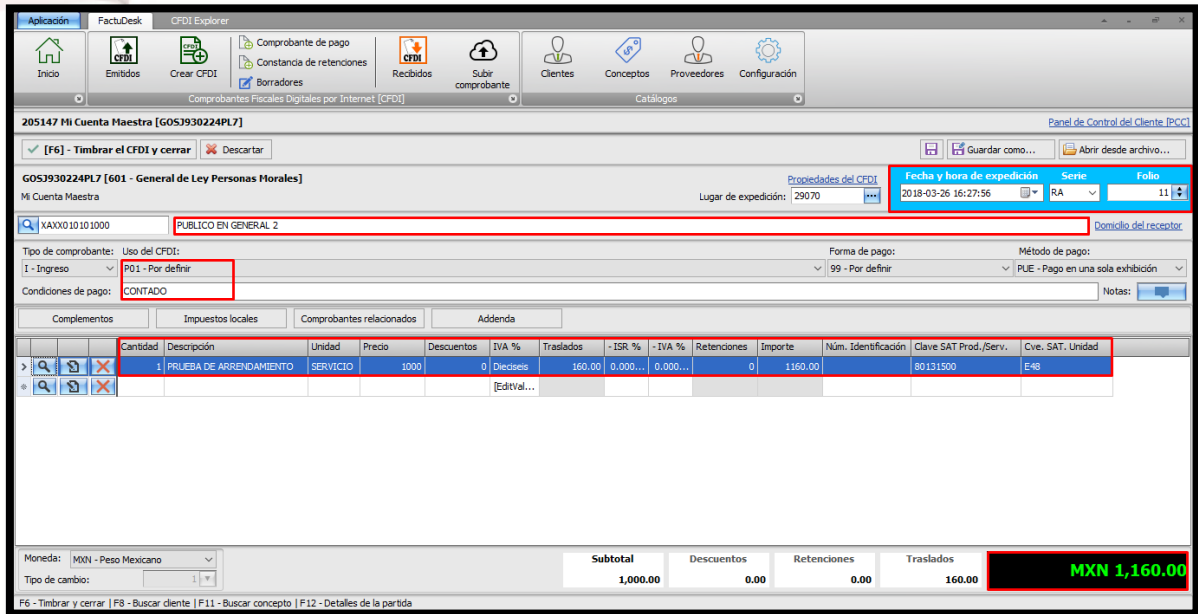 Aplicación FactuDesk CFDI Explorer
Inicio
CFDI Emitidos
CFDI Crear CFDI
Comprobante de pago
Constancia de retenciones
Borradores
CFDI Recibidos
Subir comprobante
Clientes Conceptos Proveedores Configuración
Comprobantes Fiscales Digitales por Internet [CFDI] Catálogos
205147 Mi Cuenta Maestra [GOSJ930224PL7] Panel de Control del Cliente [PCC]
[F6] - Timbrar el CFDI y cerrar Descartar Guardar como... Abrir desde archivo...
GOSJ930224PL7 [601 - General de Ley Personas Morales] Propiedades del CFDI Fecha y hora de expedición Serie Folio
Mi Cuenta Maestra Lugar de expedición: 29070 2018-03-26 16:27:56 RA 11
XAXX010101000 PUBLICO EN GENERAL 2 Domicilio del receptor
Tipo de comprobante: Uso del CFDI: Forma de pago: Método de pago:
I - Ingreso P01 - Por definir 99 - Por definir PUE - Pago en una sola exhibición
Condiciones de pago: CONTADO Notas:
Complementos Impuestos locales Comprobantes relacionados Addenda
Cantidad Descripción Unidad Precio Descuentos IVA % Traslados - ISR % - IVA % Retenciones Importe Núm. Identificación Clave SAT Prod./Serv. Cve. SAT. Unidad
1 PRUEBA DE ARRENDAMIENTO SERVICIO 1000 0 Dieciseis 160.00 0.000... 0.000... 0 1160.00 80131500 E48
[EditVal...
Moneda: MXN - Peso Mexicano Subtotal Descuentos Retenciones Traslados MXN 1,160.00
Tipo de cambio: 1 1,000.00 0.00 0.00 160.00
F6 - Timbrar y cerrar | F8 - Buscar cliente | F11 - Buscar concepto | F12 - Detalles de la partida